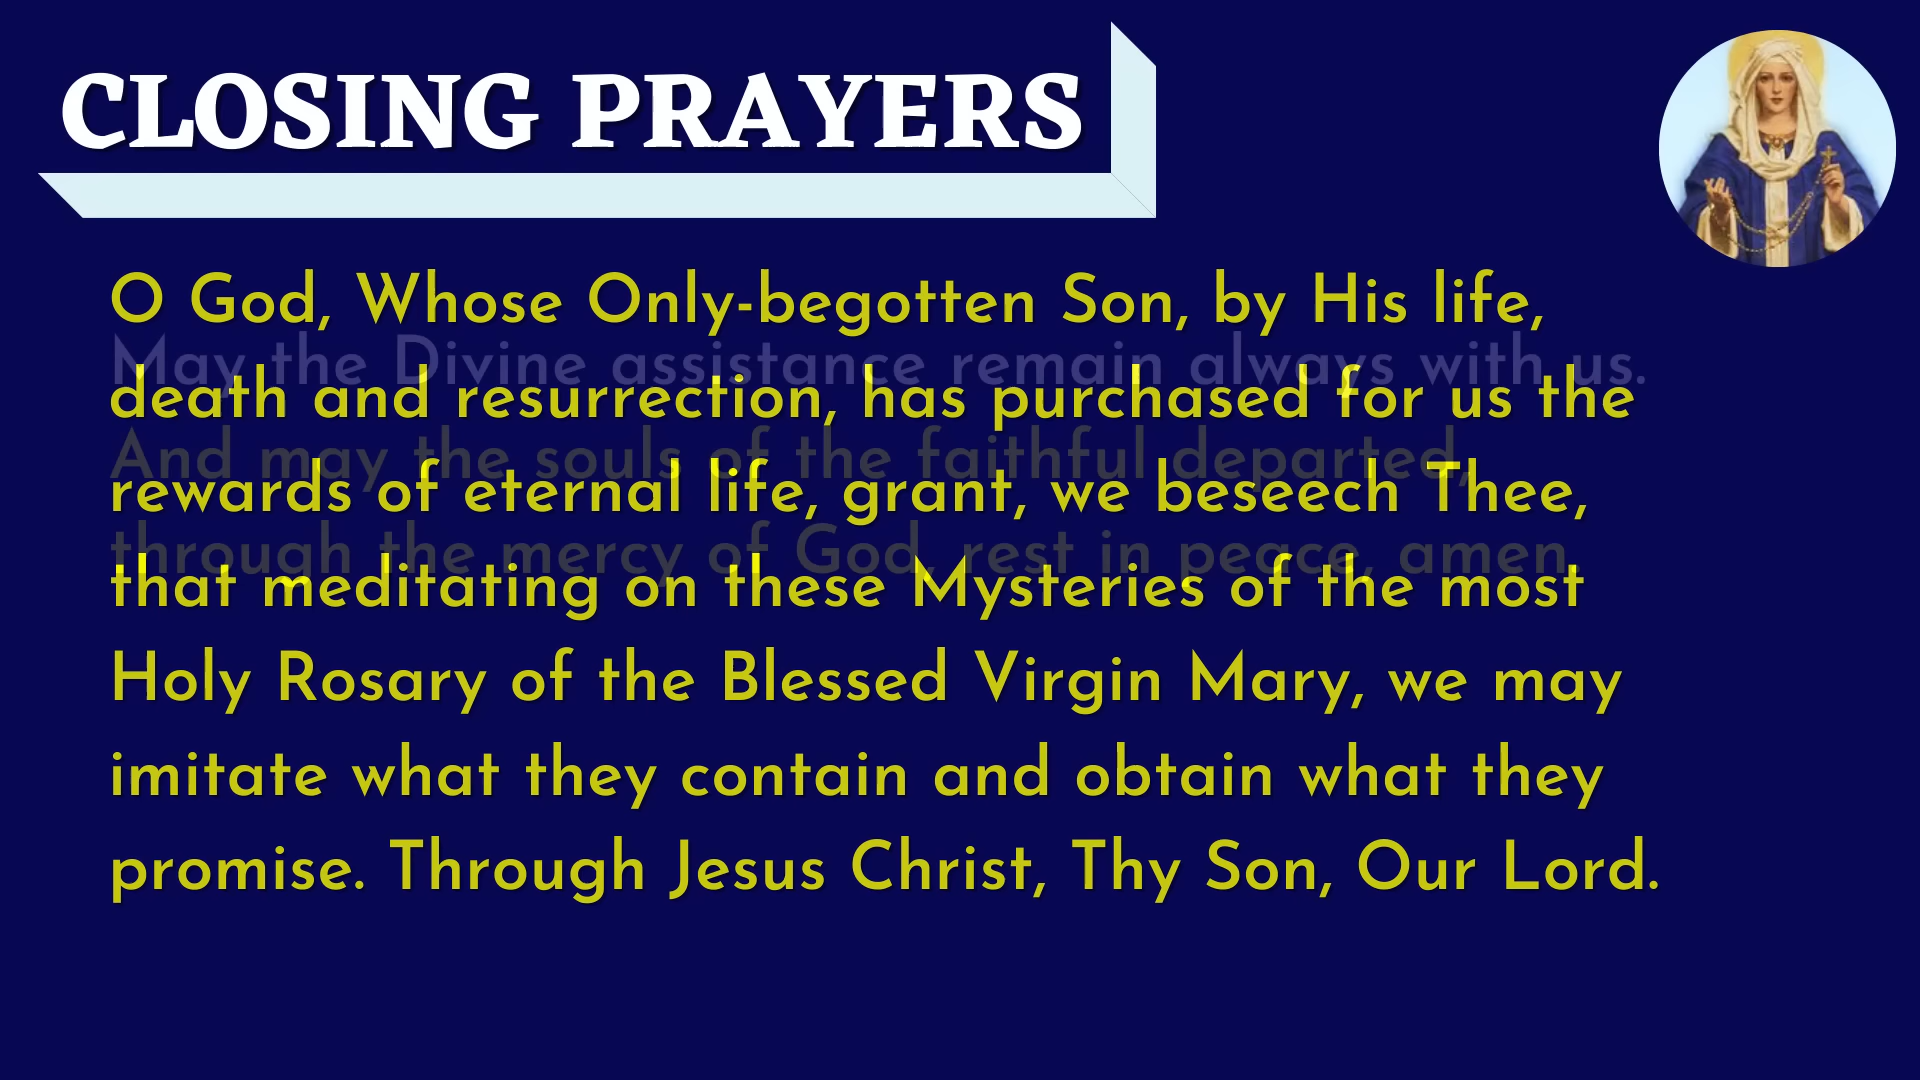 CLOSING PRAYERS
O God, Whose Only-begotten Son, by His life,
May the Divine assistance remain always with us.
death and resurrection, has purchased for us the
And may the souls of the faithful departed,
rewards of eternal life, grant, we beseech Thee,
through the mercy of God, rest in peace, amen.
that meditating on these Mysteries of the most
Holy Rosary of the Blessed Virgin Mary, we may
imitate what they contain and obtain what they
promise. Through Jesus Christ, Thy Son, Our Lord.